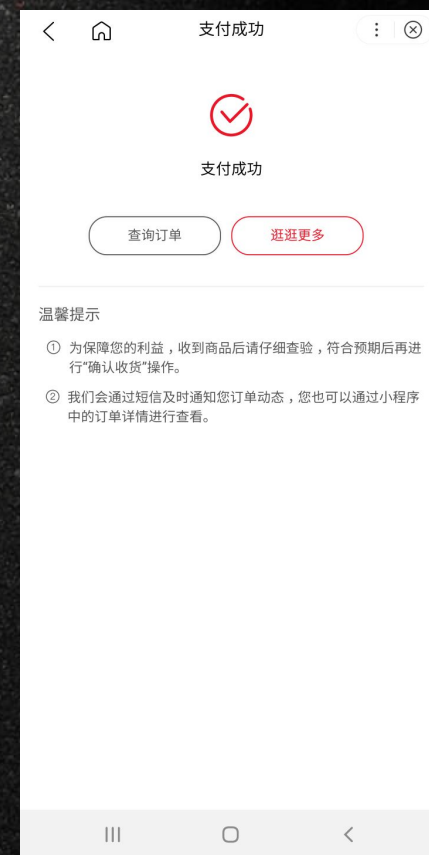 支付成功
支付成功
查询订单 逛逛更多
温馨提示
① 为保障您的利益，收到商品后请仔细查验，符合预期后再进
行“确认收货”操作。
② 我们会通过短信及时通知您订单动态，您也可以通过小程序
中的订单详情进行查看。